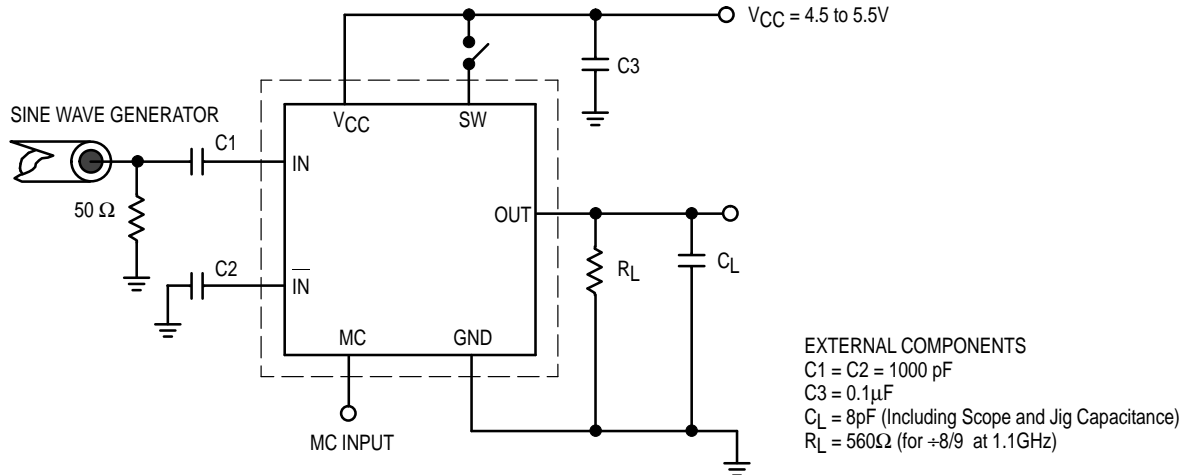 VCC = 4.5 to 5.5V
C3
SINE WAVE GENERATOR
VCC
SW
C1
IN
50 Ω
OUT
RL
CL
C2
IN
MC
GND
MC INPUT
EXTERNAL COMPONENTS
C1 = C2 = 1000 pF
C3 = 0.1µF
CL = 8pF (Including Scope and Jig Capacitance)
RL = 560Ω (for ÷8/9 at 1.1GHz)